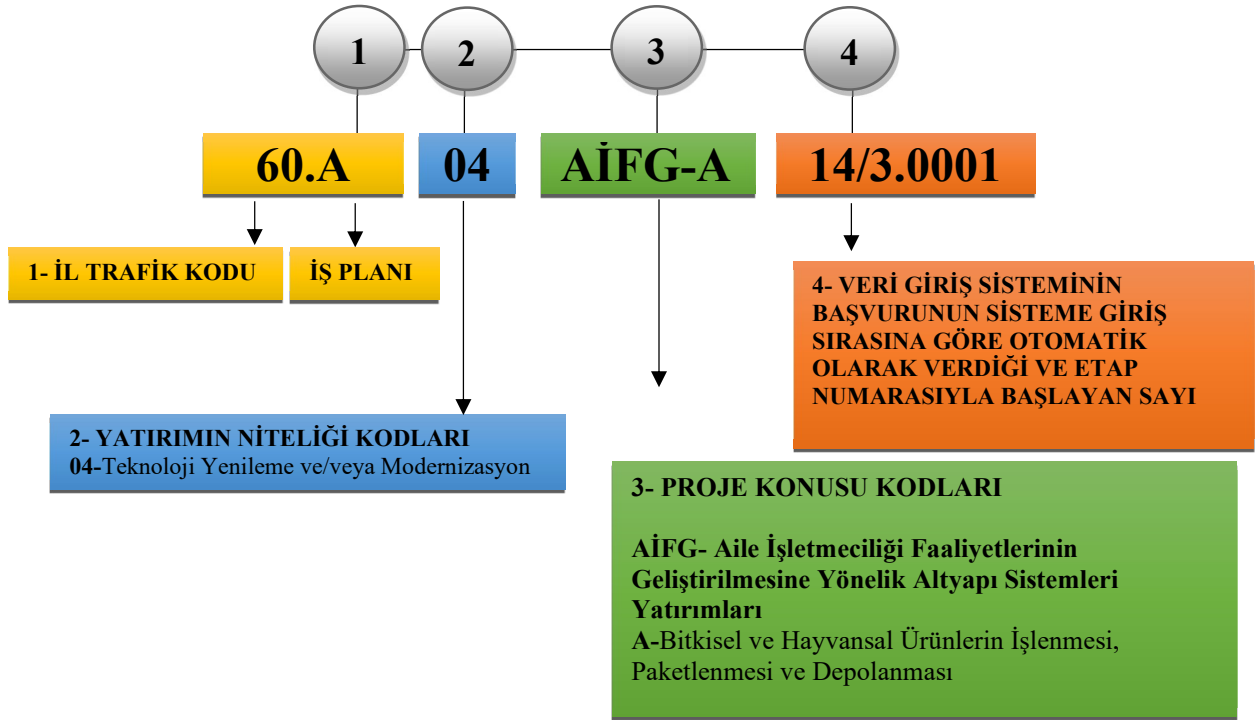 1 2 3 4
60.A 04 AİFG-A 14/3.0001
1- İL TRAFİK KODU
İŞ PLANI
4- VERİ GİRİŞ SİSTEMİNİN
BAŞVURUNUN SİSTEME GİRİŞ
SIRASINA GÖRE OTOMATİK
OLARAK VERDİĞİ VE ETAP
NUMARASIYLA BAŞLAYAN SAYI
2- YATIRIMIN NİTELİĞİ KODLARI
04-Teknoloji Yenileme ve/veya Modernizasyon
3- PROJE KONUSU KODLARI
AİFG- Aile İşletmeciliği Faaliyetlerinin
Geliştirilmesine Yönelik Altyapı Sistemleri
Yatırımları
A-Bitkisel ve Hayvansal Ürünlerin İşlenmesi,
Paketlenmesi ve Depolanması